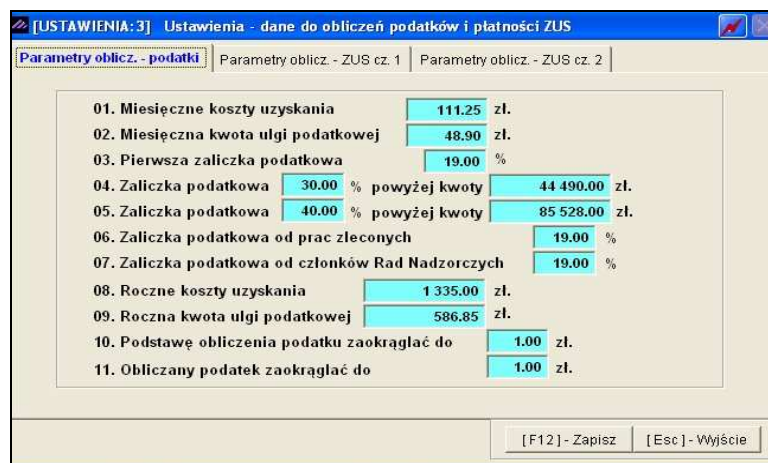 [USTAWIENIA:3] Ustawienia - dane do obliczeń podatków i płatności ZUS
Parametry oblicz. - podatki Parametry oblicz. - ZUS cz. 1 Parametry oblicz. - ZUS cz. 2
01. Miesięczne koszty uzyskania 111.25 zł.
02. Miesięczna kwota ulgi podatkowej 48.90 zł.
03. Pierwsza zaliczka podatkowa 19.00 %
04. Zaliczka podatkowa 30.00 % powyżej kwoty 44 490.00 zł.
05. Zaliczka podatkowa 40.00 % powyżej kwoty 85 528.00 zł.
06. Zaliczka podatkowa od prac zleconych 19.00 %
07. Zaliczka podatkowa od członków Rad Nadzorczych 19.00 %
08. Roczne koszty uzyskania 1 335.00 zł.
09. Roczna kwota ulgi podatkowej 586.85 zł.
10. Podstawę obliczenia podatku zaokrąglać do 1.00 zł.
11. Obliczany podatek zaokrąglać do 1.00 zł.
[F12] - Zapisz [Esc] - Wyjście